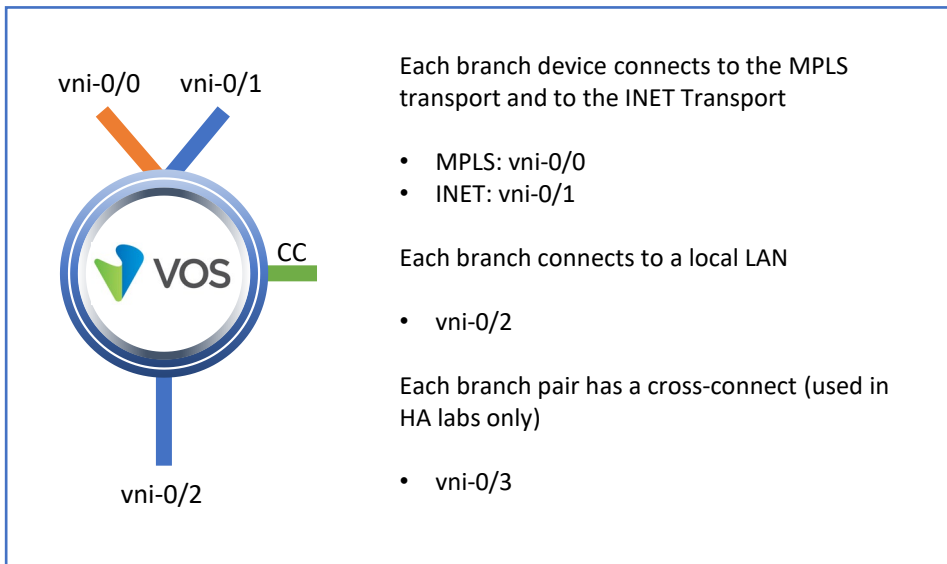 vni-0/0
vni-0/1
VOS
CC
vni-0/2
Each branch device connects to the MPLS
transport and to the INET Transport
• MPLS: vni-0/0
• INET: vni-0/1
Each branch connects to a local LAN
• vni-0/2
Each branch pair has a cross-connect (used in
HA labs only)
• vni-0/3